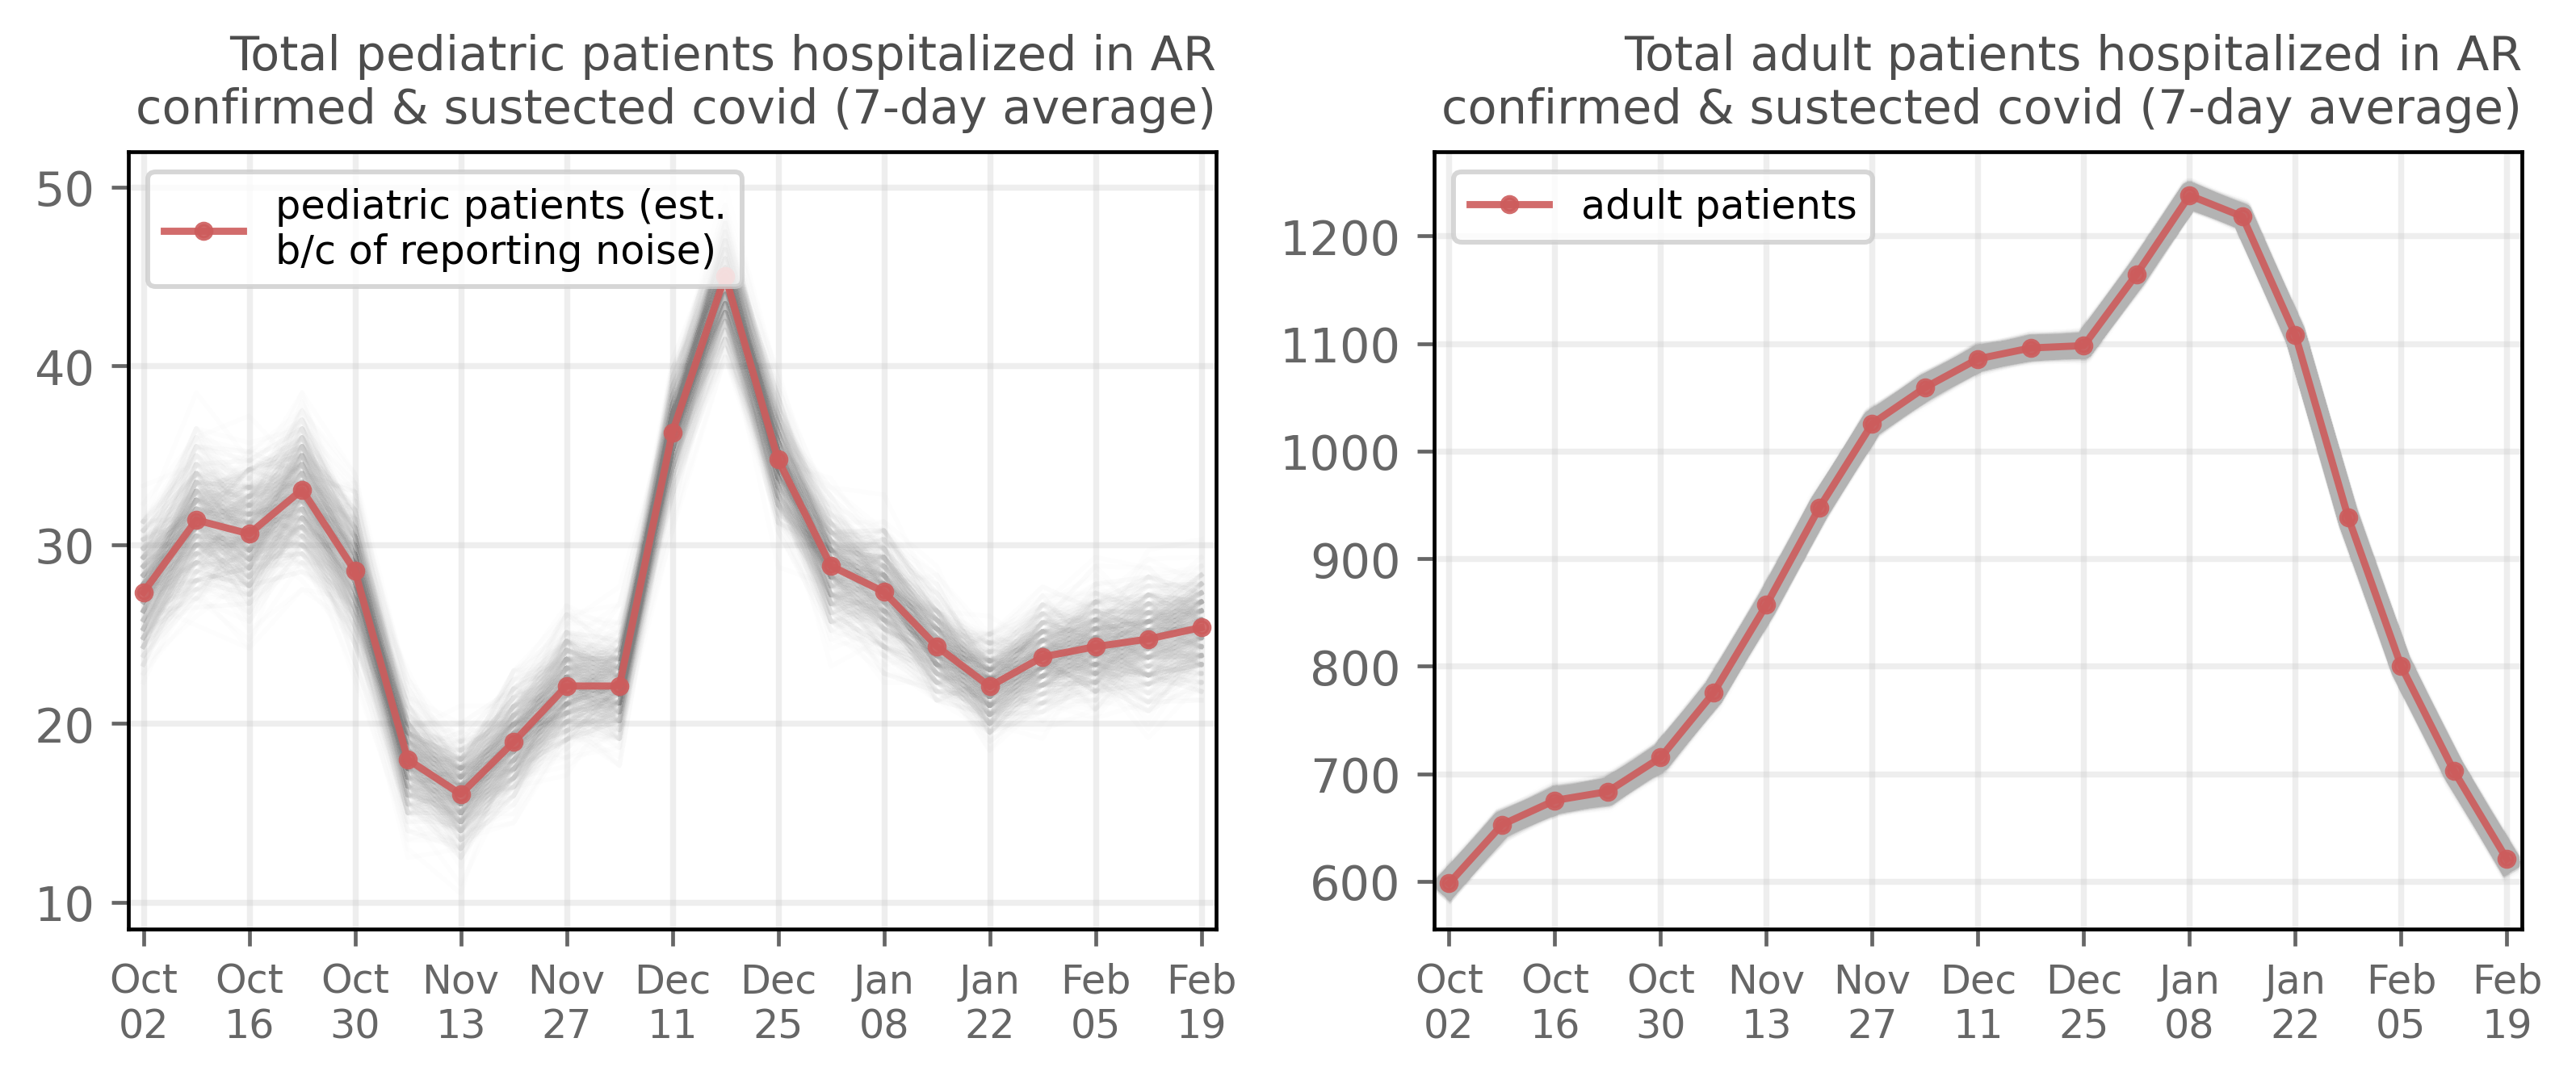 Total pediatric patients hospitalized in AR
confirmed & sustected covid (7-day average)
pediatric patients (est.
b/c of reporting noise)
50
40
30
20
10
Oct Oct Oct Nov Nov Dec Dec Jan Jan Feb Feb
02 16 30 13 27 11 25 08 22 05 19
Total adult patients hospitalized in AR
confirmed & sustected covid (7-day average)
adult patients
1200
1100
1000
900
800
700
600
Oct Oct Oct Nov Nov Dec Dec Jan Jan Feb Feb
02 16 30 13 27 11 25 08 22 05 19